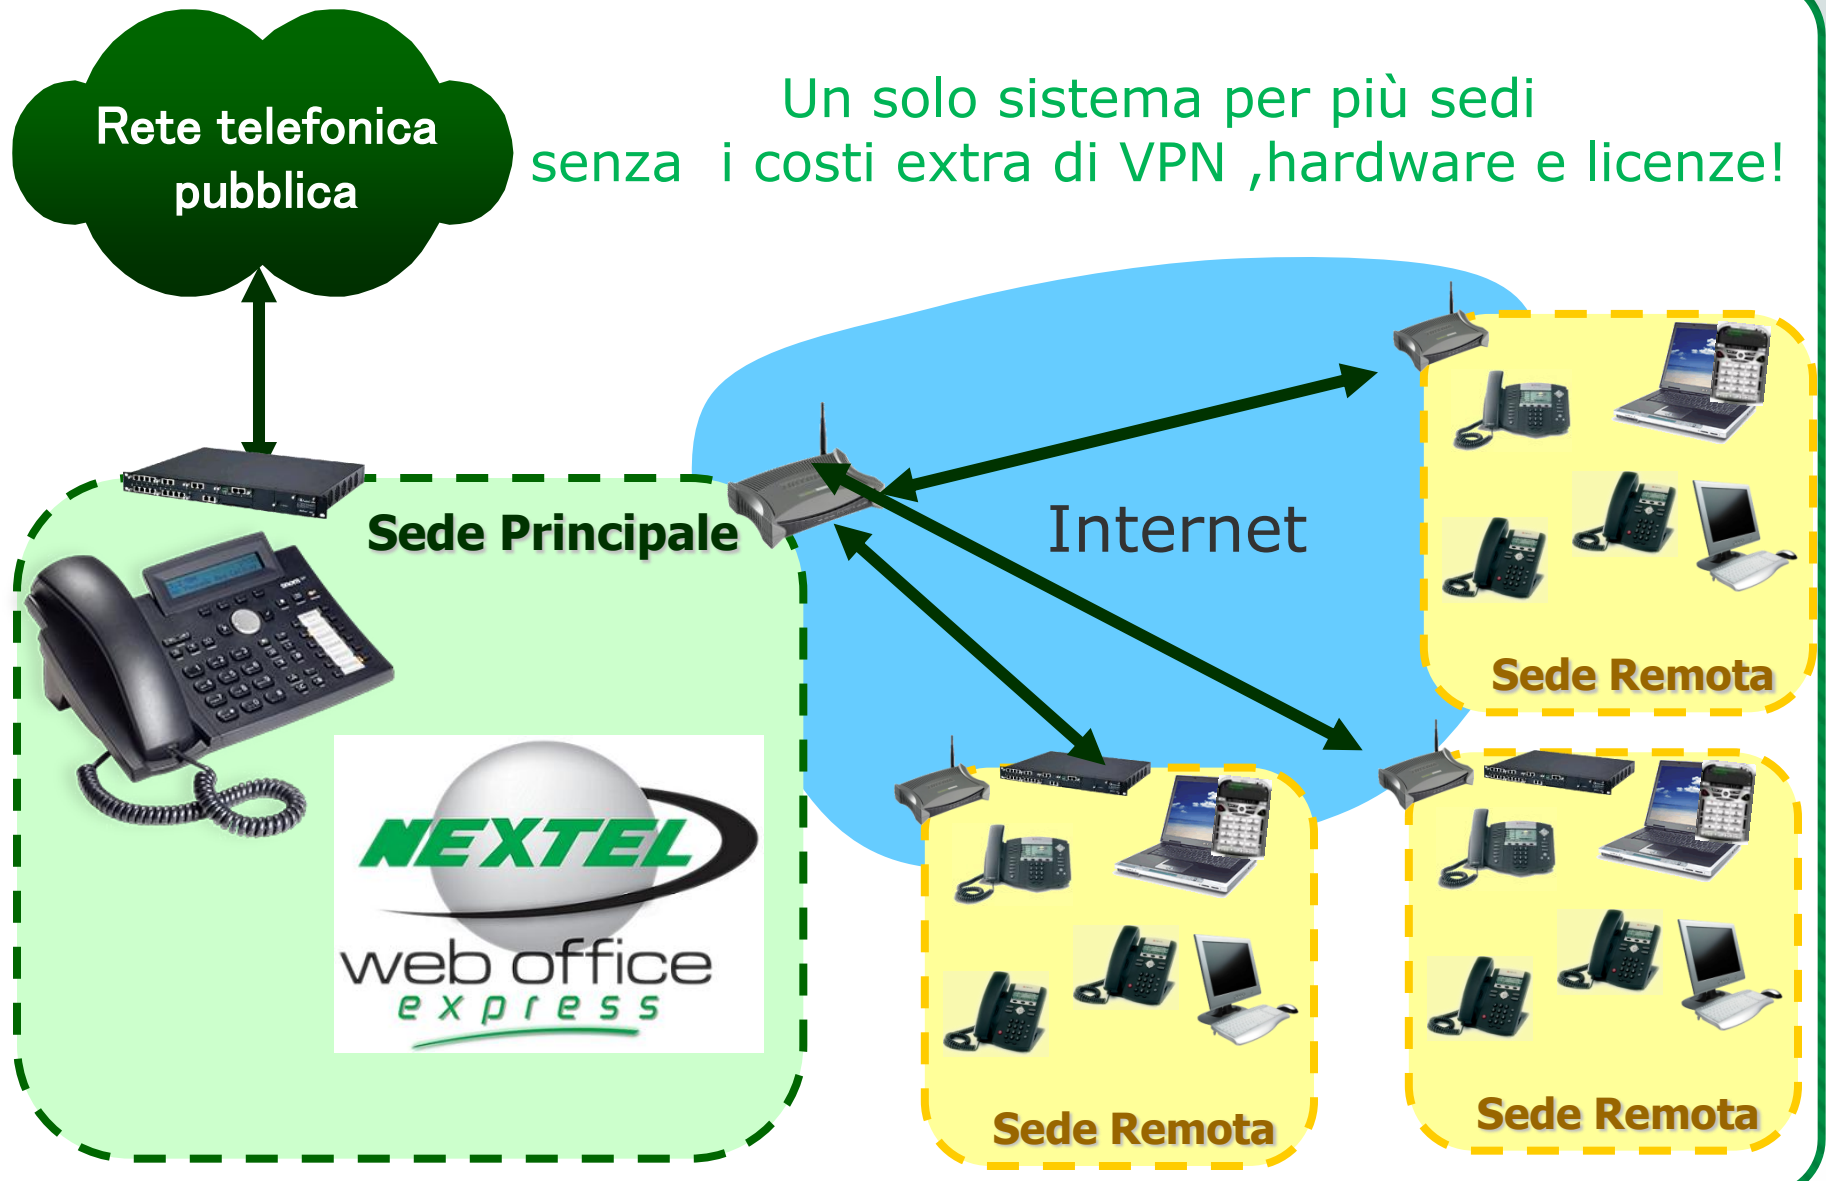 Rete telefonica
pubblica
Un solo sistema per più sedi
senza  i costi extra di VPN ,hardware e licenze!
Internet
Sede Principale
NEXTEL
web office
express
Sede Remota
Sede Remota
Sede Remota